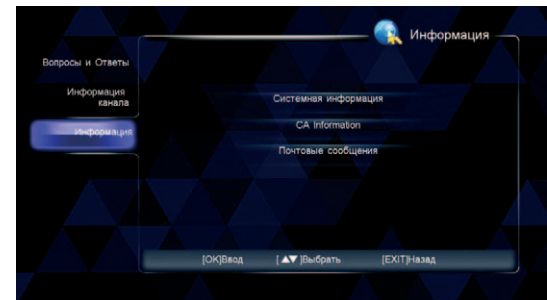 Информация
Вопросы и Ответы
Информация
канала
Информация
Системная информация
CA Information
Почтовые сообщения
[OK]Ввод [ ▲▼ ]Выбрать [EXIT]Назад